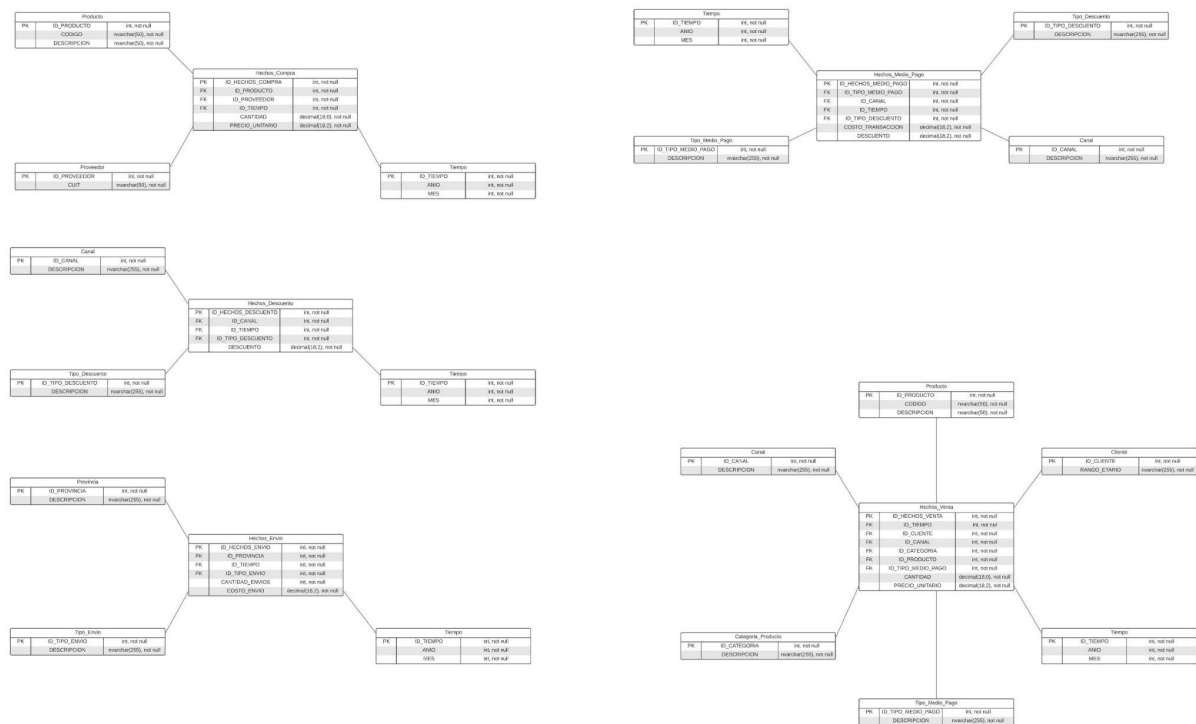 Producto
PK ID_PRODUCTO int, not null
CODIGO nvarchar(50), not null
DESCRIPCION nvarchar(50), not null
Hechos_Compra
PK ID_HECHOS_COMPRA int, not null
FK ID_PRODUCTO int, not null
FK ID_PROVEEDOR int, not null
FK ID_TIEMPO int, not null
CANTIDAD decimal(18,0), not null
PRECIO_UNITARIO decimal(18,2), not null
Proveedor
PK ID_PROVEEDOR int, not null
CUIT nvarchar(50), not null
Tiempo
PK ID_TIEMPO int, not null
ANIO int, not null
MES int, not null
Canal
PK ID_CANAL int, not null
DESCRIPCION nvarchar(255), not null
Hechos_Descuento
PK ID_HECHOS_DESCUENTO int, not null
FK ID_CANAL int, not null
FK ID_TIEMPO int, not null
FK ID_TIPO_DESCUENTO int, not null
DESCUENTO decimal(18,2), not null
Tipo_Descuento
PK ID_TIPO_DESCUENTO int, not null
DESCRIPCION nvarchar(255), not null
Tiempo
PK ID_TIEMPO int, not null
ANIO int, not null
MES int, not null
Provincia
PK ID_PROVINCIA int, not null
DESCRIPCION nvarchar(255), not null
Hechos_Envio
PK ID_HECHOS_ENVIO int, not null
FK ID_PROVINCIA int, not null
FK ID_TIEMPO int, not null
FK ID_TIPO_ENVIO int, not null
CANTIDAD_ENVIOS int, not null
COSTO_ENVIO decimal(18,2), not null
Tipo_Envio
PK ID_TIPO_ENVIO int, not null
DESCRIPCION nvarchar(255), not null
Tiempo
PK ID_TIEMPO int, not null
ANIO int, not null
MES int, not null
Tiempo
PK ID_TIEMPO int, not null
ANIO int, not null
MES int, not null
Tipo_Descuento
PK ID_TIPO_DESCUENTO int, not null
DESCRIPCION nvarchar(255), not null
Hechos_Medio_Pago
PK ID_HECHOS_MEDIO_PAGO int, not null
FK ID_TIPO_MEDIO_PAGO int, not null
FK ID_CANAL int, not null
FK ID_TIEMPO int, not null
FK ID_TIPO_DESCUENTO int, not null
COSTO_TRANSACCION decimal(18,2), not null
DESCUENTO decimal(18,2), not null
Tipo_Medio_Pago
PK ID_TIPO_MEDIO_PAGO int, not null
DESCRIPCION nvarchar(255), not null
Canal
PK ID_CANAL int, not null
DESCRIPCION nvarchar(255), not null
Producto
PK ID_PRODUCTO int, not null
CODIGO nvarchar(50), not null
DESCRIPCION nvarchar(50), not null
Canal
PK ID_CANAL int, not null
DESCRIPCION nvarchar(255), not null
Cliente
PK ID_CLIENTE int, not null
RANGO_ETARIO nvarchar(255), not null
Hechos_Venta
PK ID_HECHOS_VENTA int, not null
FK ID_TIEMPO int, not null
FK ID_CLIENTE int, not null
FK ID_CANAL int, not null
FK ID_CATEGORIA int, not null
FK ID_PRODUCTO int, not null
FK ID_TIPO_MEDIO_PAGO int, not null
CANTIDAD decimal(18,0), not null
PRECIO_UNITARIO decimal(18,2), not null
Categoria_Producto
PK ID_CATEGORIA int, not null
DESCRIPCION nvarchar(255), not null
Tiempo
PK ID_TIEMPO int, not null
ANIO int, not null
MES int, not null
Tipo_Medio_Pago
PK ID_TIPO_MEDIO_PAGO int, not null
DESCRIPCION nvarchar(255), not null